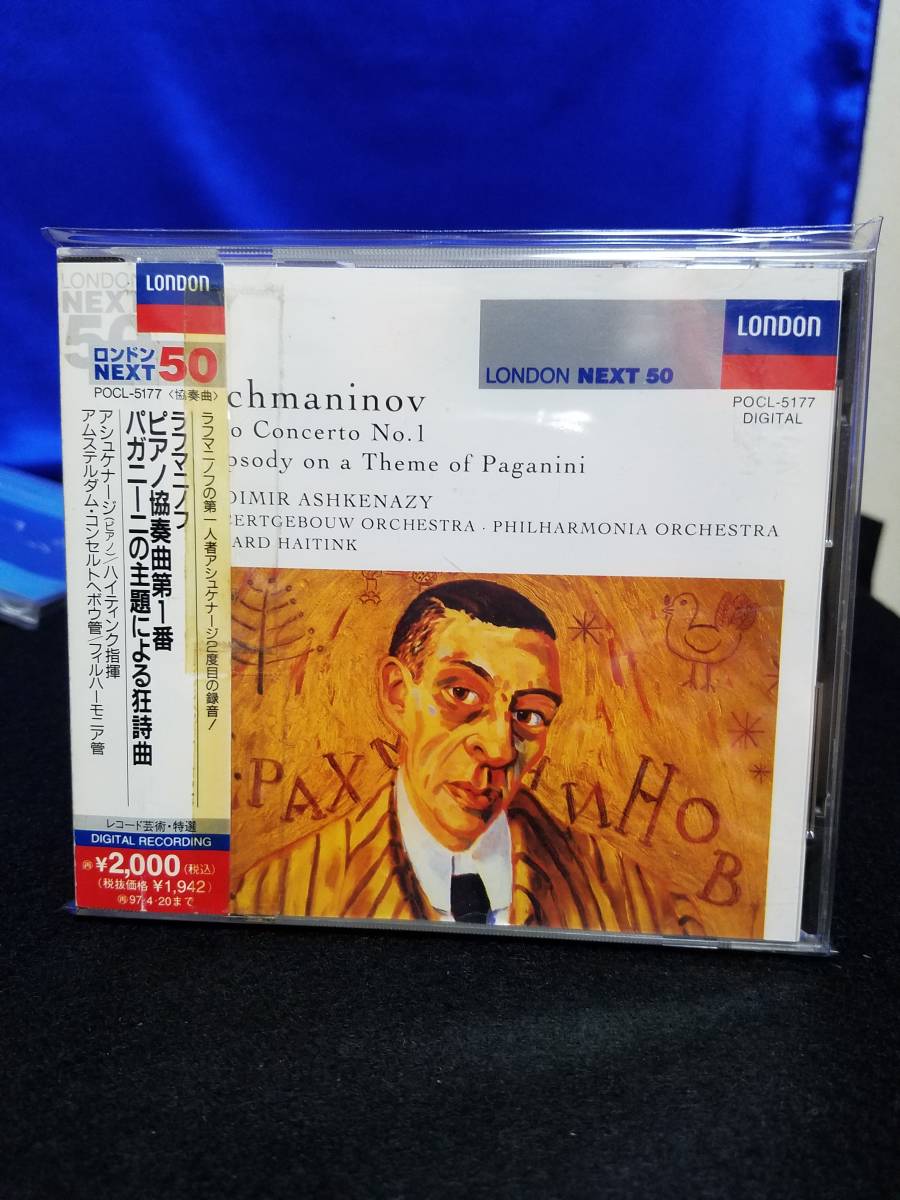 LONDON
NEXT
50
LONDON
ロンドン
NEXT 50
POCL-5177〈協奏曲〉
ラフマニノフの第一人者アシュケナージ2度目の録音!
ラフマニノフ
ピアノ協奏曲第1番
パガニーニの主題による狂詩曲
アシュケナージ(ピアノ)/ハイティンク指揮
アムステルダム・コンセルトヘボウ管/フィルハーモニア管
レコード芸術・特選
DIGITAL RECORDING
¥2,000(税込)
(税抜価格 ¥1,942)
97・4・20まで
LONDON NEXT 50
LONDON
POCL-5177
DIGITAL
chmaninov
o Concerto No.1
psody on a Theme of Paganini
DIMIR ASHKENAZY
CERTGEBOUW ORCHESTRA · PHILHARMONIA ORCHESTRA
ARD HAITINK
РАХМ
ИНОВ